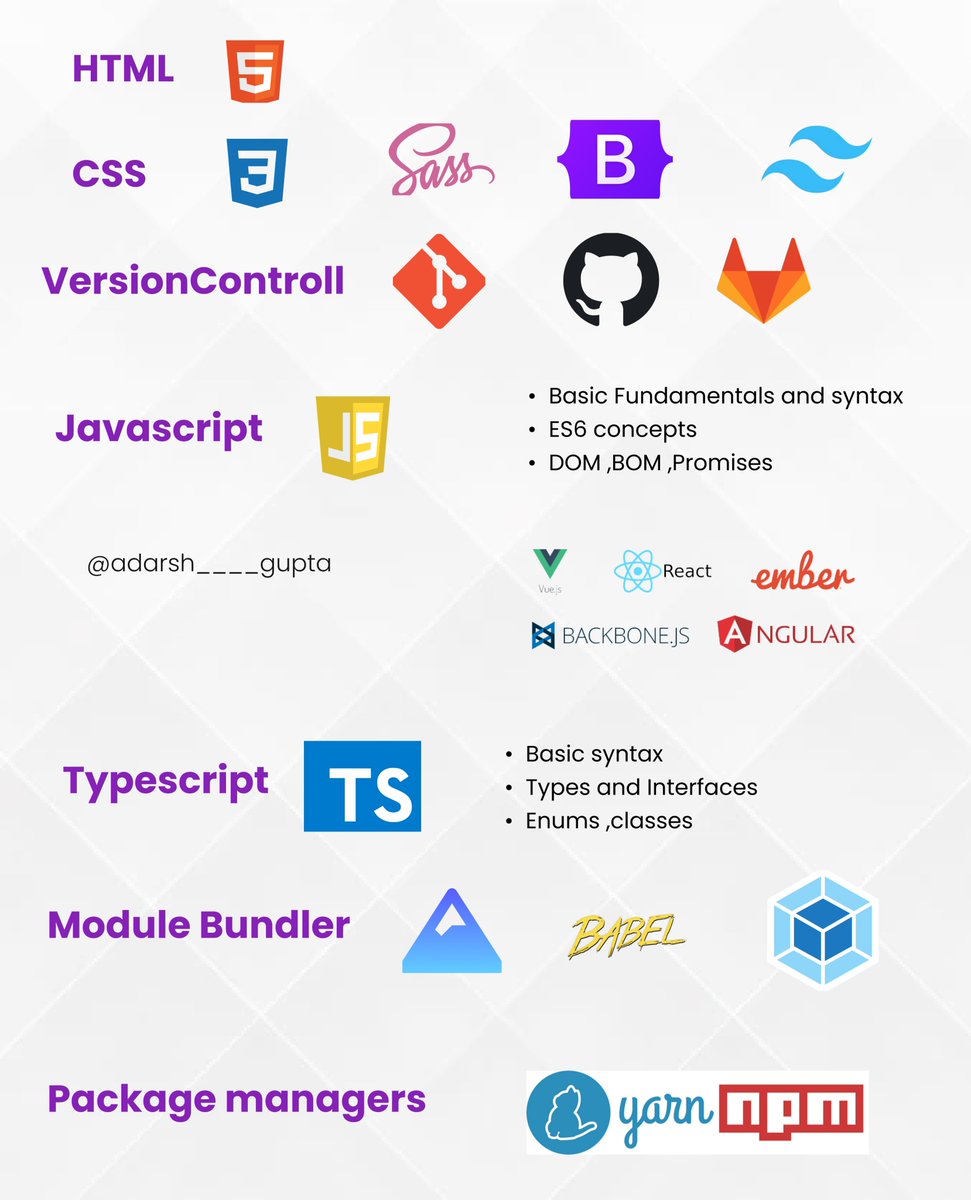 HTML
5
CSS
3
Sass
B
VersionControll
Javascript
JS
• Basic Fundamentals and syntax
• ES6 concepts
• DOM ,BOM ,Promises
@adarsh____gupta
Vue.js
React
ember
BACKBONE.JS
ANGULAR
Typescript
TS
• Basic syntax
• Types and Interfaces
• Enums ,classes
Module Bundler
BABEL
Package managers
yarn
npm